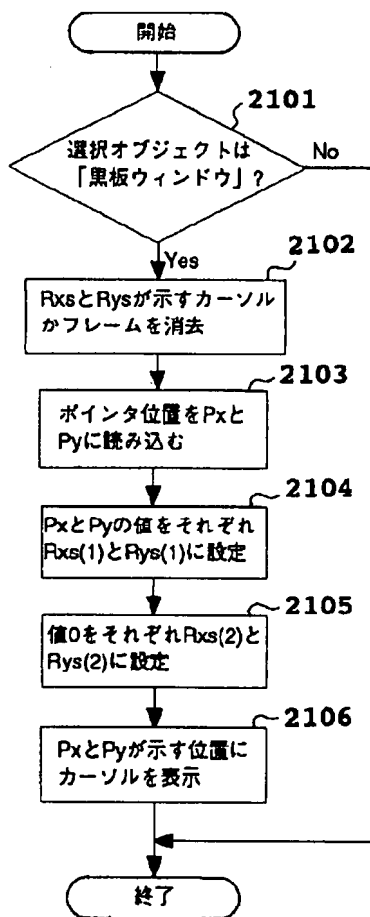 開始
2101
選択オブジェクトは
「黒板ウィンドウ」?
No
Yes
2102
RxsとRysが示すカーソル
かフレームを消去
2103
ポインタ位置をPxと
Pyに読み込む
2104
PxとPyの値をそれぞれ
Rxs(1)とRys(1)に設定
2105
値0をそれぞれRxs(2)と
Rys(2)に設定
2106
PxとPyが示す位置に
カーソルを表示
終了